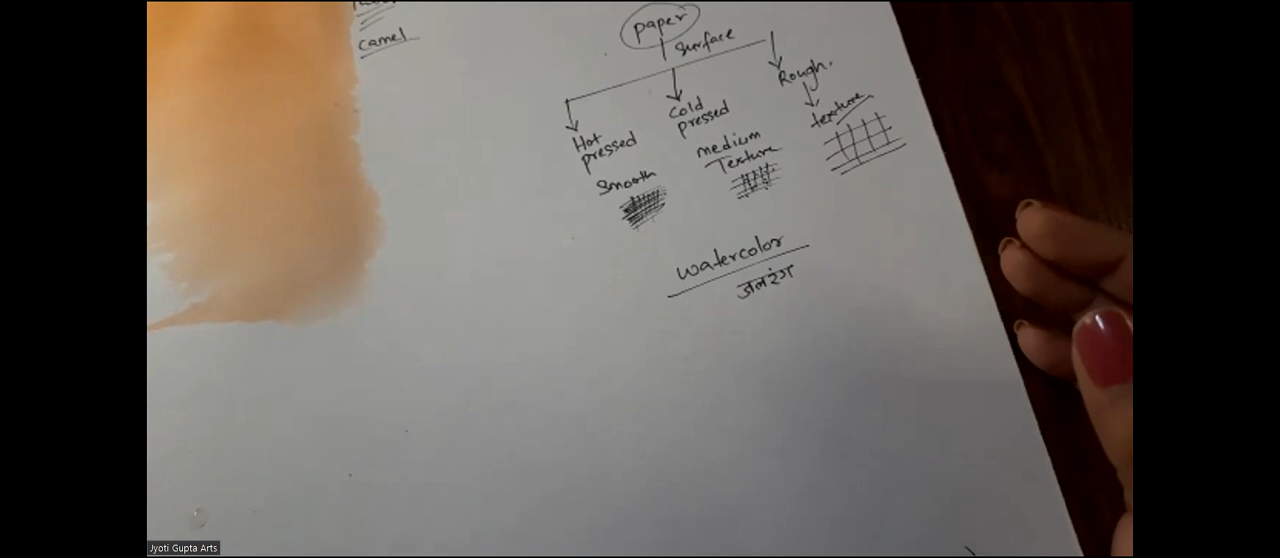 camel
paper
surface
Hot
pressed
Smooth
Cold
pressed
medium
Texture
Rough.
texture
watercolor
जलरंग
Jyoti Gupta Arts